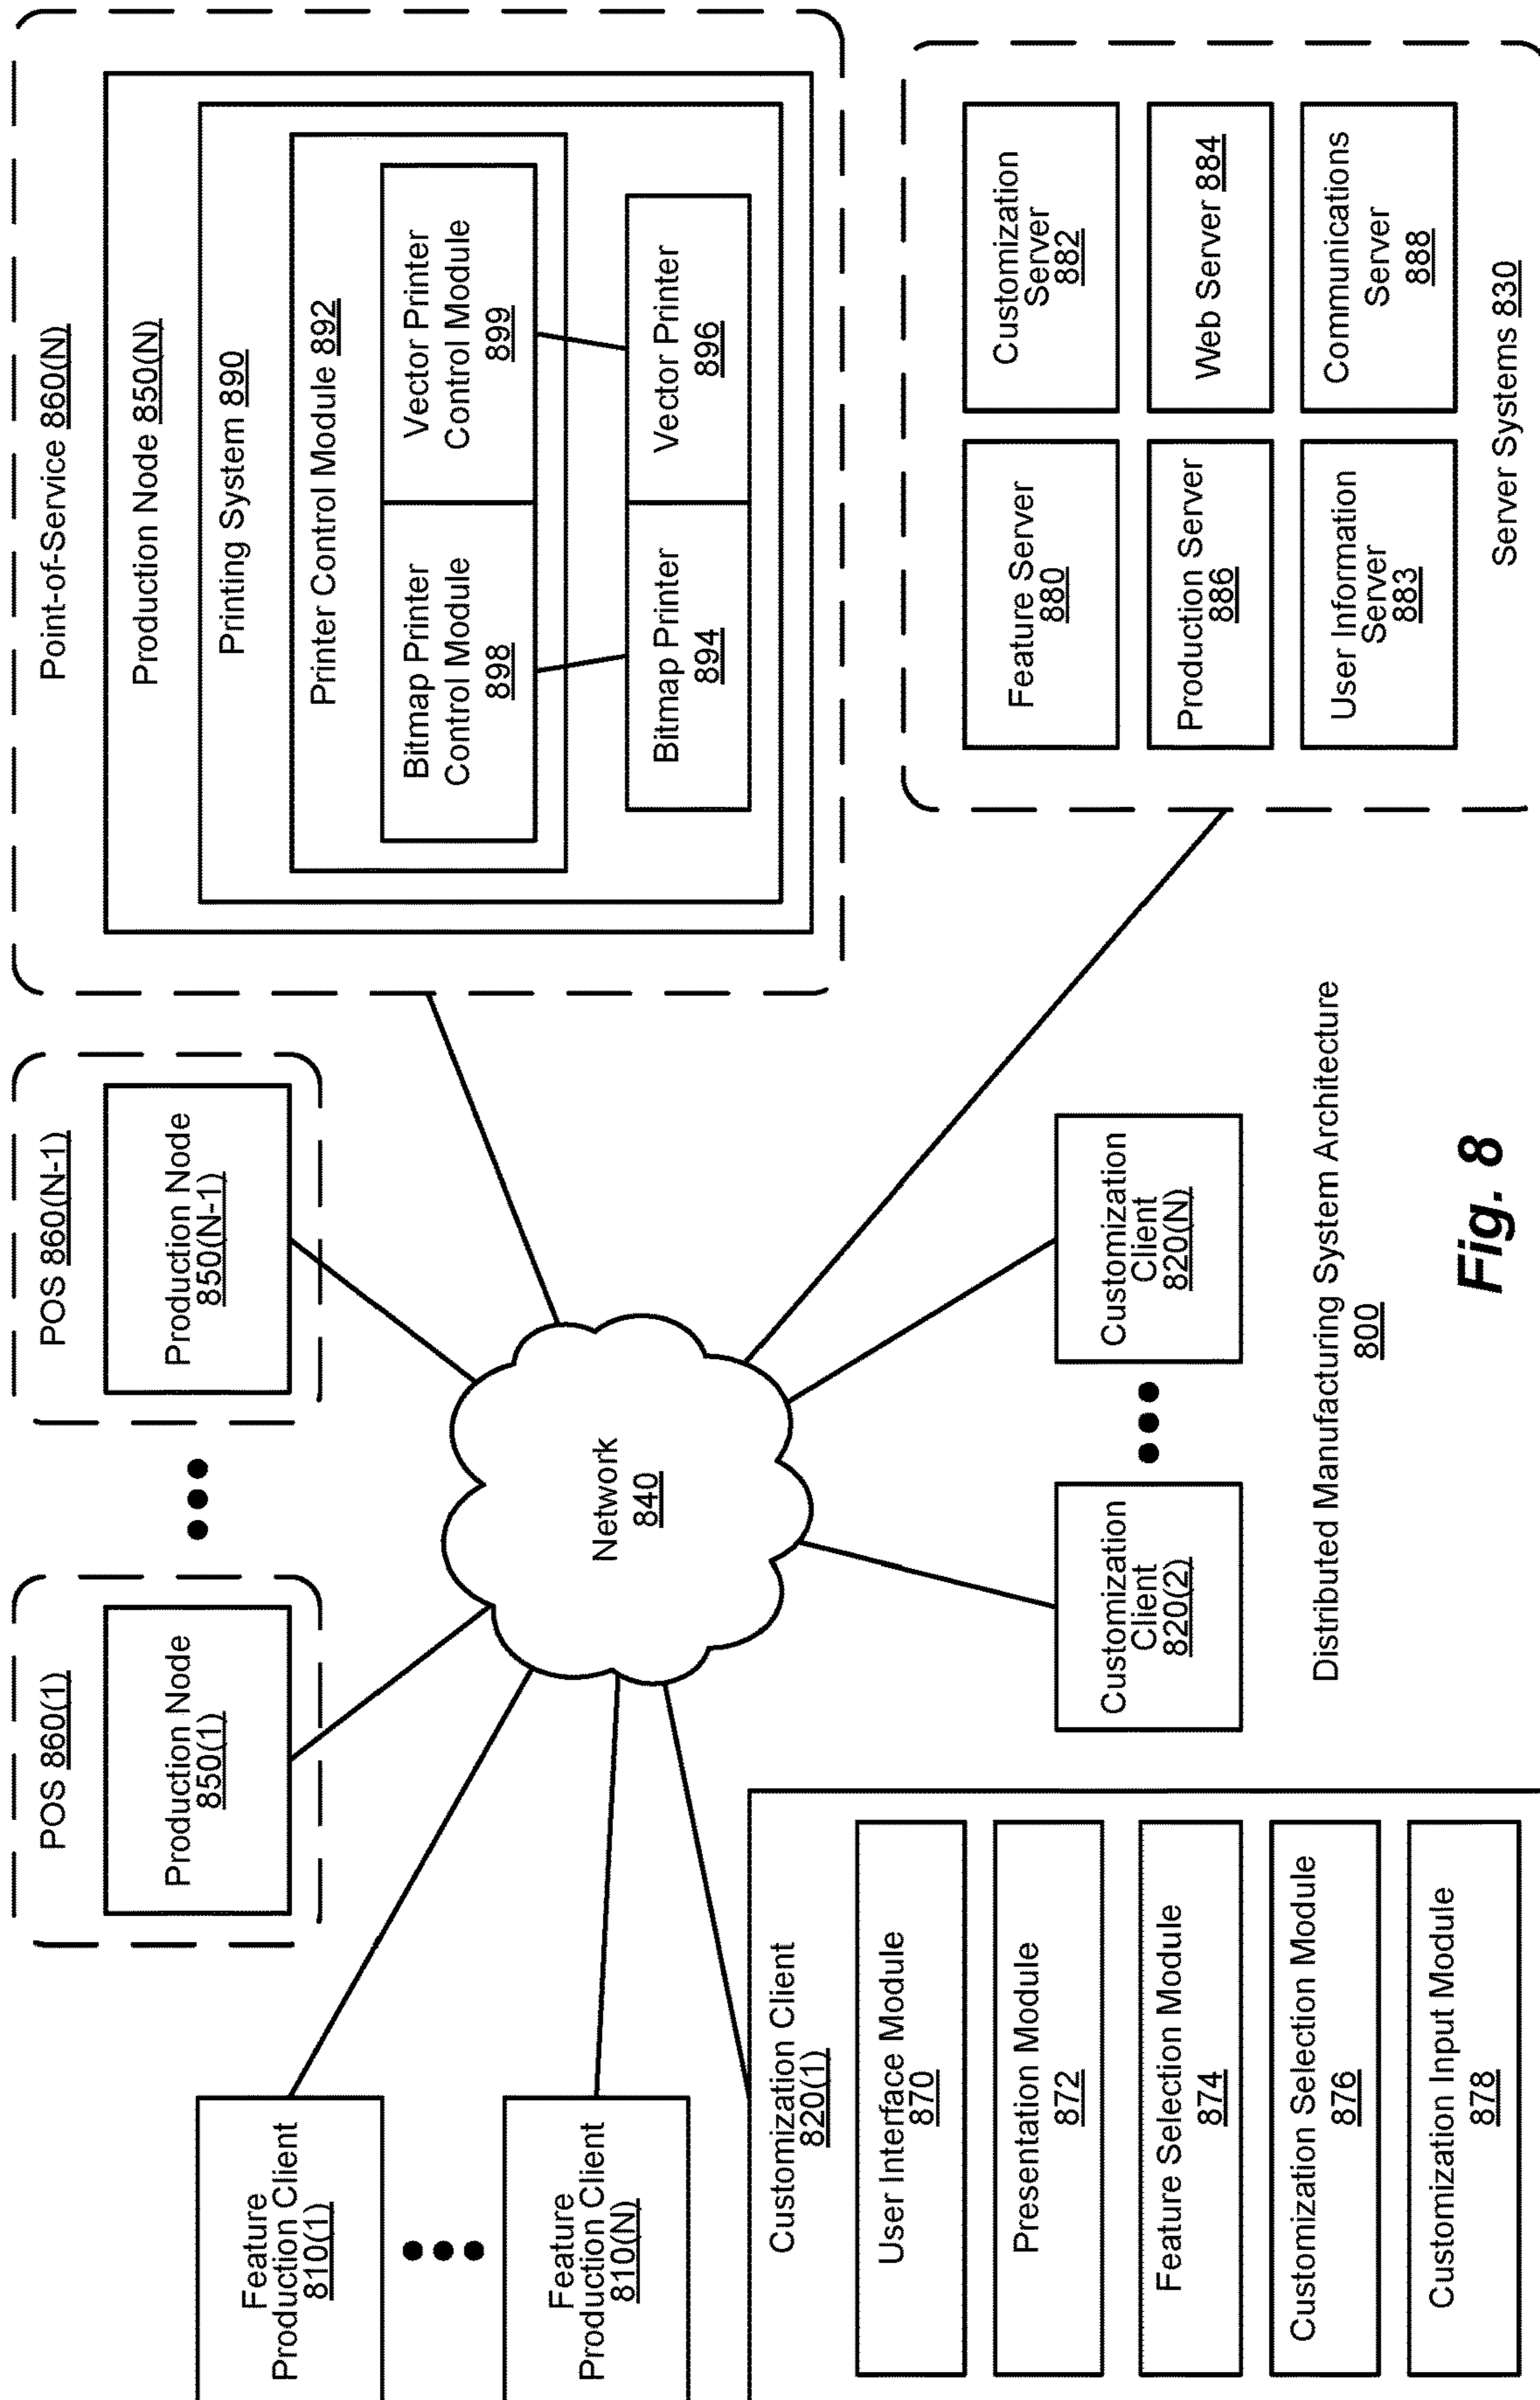 Feature
Production Client
810(1)
Feature
Production Client
810(N)
Customization Client
820(1)
User Interface Module
870
Presentation Module
872
Feature Selection Module
874
Customization Selection Module
876
Customization Input Module
878
POS 860(1)
Production Node
850(1)
POS 860(N-1)
Production Node
850(N-1)
Network
840
Customization
Client
820(2)
Customization
Client
820(N)
Point-of-Service 860(N)
Production Node 850(N)
Printing System 890
Printer Control Module 892
Bitmap Printer
Control Module
898
Vector Printer
Control Module
899
Bitmap Printer
894
Vector Printer
896
Feature Server
880
Customization
Server
882
Production Server
886
Web Server 884
User Information
Server
883
Communications
Server
888
Server Systems 830
Distributed Manufacturing System Architecture
800
Fig. 8